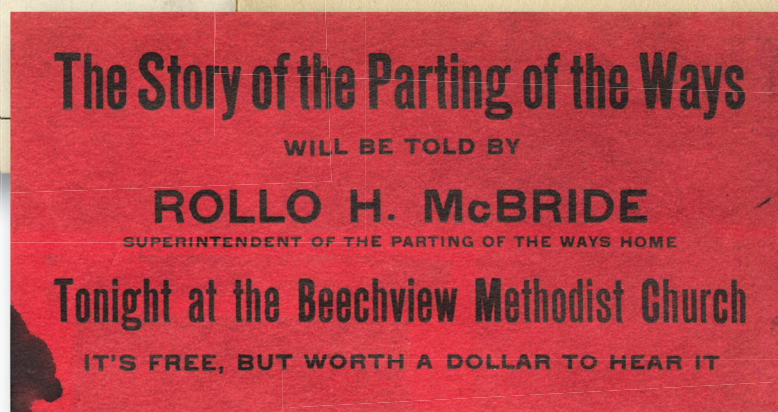 The Story of the Parting of the Ways
WILL BE TOLD BY
ROLLO H. McBRIDE
SUPERINTENDENT OF THE PARTING OF THE WAYS HOME
Tonight at the Beechview Methodist Church
IT'S FREE, BUT WORTH A DOLLAR TO HEAR IT